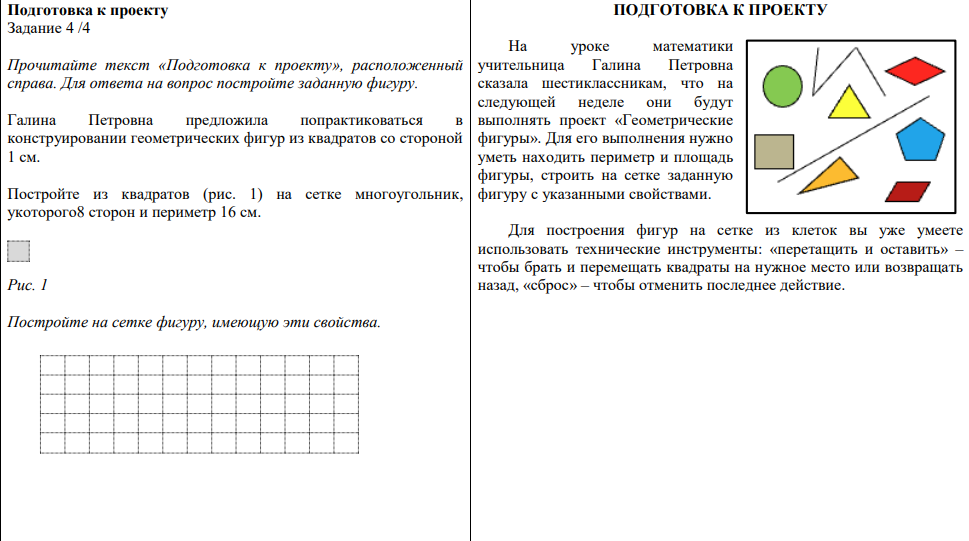 Подготовка к проекту
Задание 4 /4
Прочитайте текст «Подготовка к проекту», расположенный
справа. Для ответа на вопрос постройте заданную фигуру.
Галина Петровна предложила попрактиковаться в
конструировании геометрических фигур из квадратов со стороной
1 см.
Постройте из квадратов (рис. 1) на сетке многоугольник,
укоторого8 сторон и периметр 16 см.
Рис. 1
Постройте на сетке фигуру, имеющую эти свойства.
ПОДГОТОВКА К ПРОЕКТУ
На уроке математики
учительница Галина Петровна
сказала шестиклассникам, что на
следующей неделе они будут
выполнять проект «Геометрические
фигуры». Для его выполнения нужно
уметь находить периметр и площадь
фигуры, строить на сетке заданную
фигуру с указанными свойствами.
Для построения фигур на сетке из клеток вы уже умеете
использовать технические инструменты: «перетащить и оставить» –
чтобы брать и перемещать квадраты на нужное место или возвращать
назад, «сброс» – чтобы отменить последнее действие.